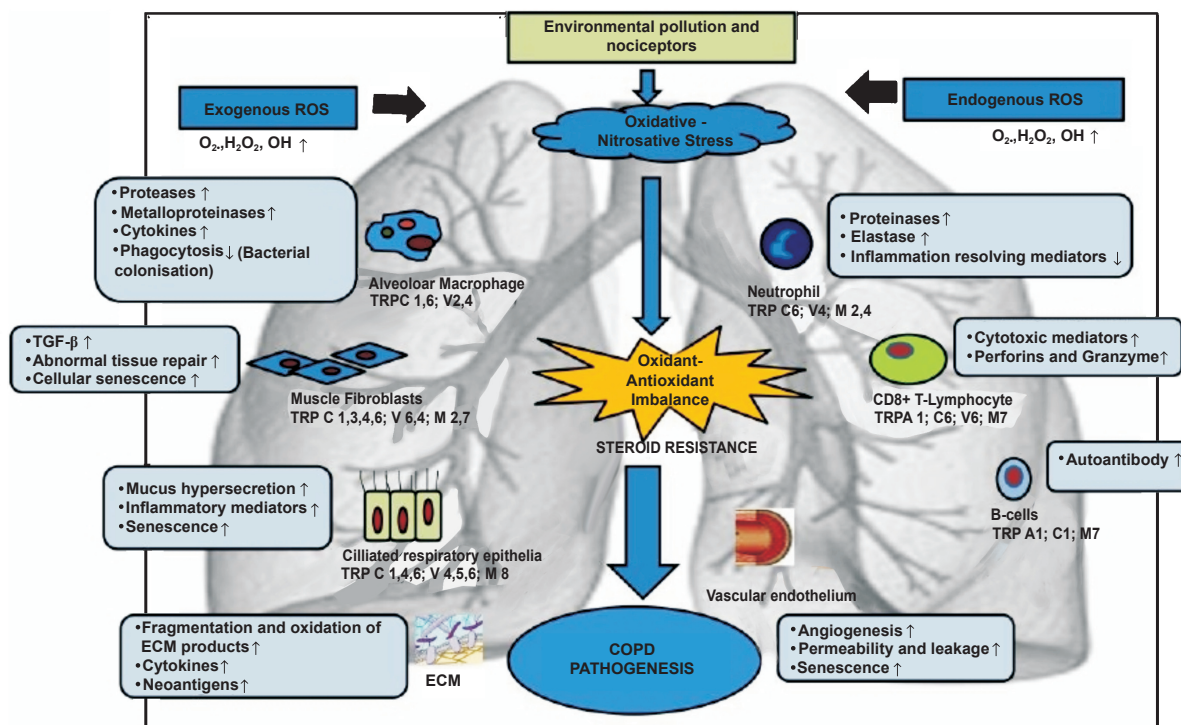 Environmental pollution and
nociceptors
Exogenous ROS
O₂•,H₂O₂, OH ↑
Oxidative -
Nitrosative Stress
Endogenous ROS
O₂•,H₂O₂, OH ↑
•Proteases ↑
•Metalloproteinases ↑
•Cytokines ↑
•Phagocytosis ↓ (Bacterial
colonisation)
Alveoloar Macrophage
TRPC 1,6; V2,4
•Proteinases ↑
•Elastase ↑
•Inflammation resolving mediators ↓
Neutrophil
TRP C6; V4; M 2,4
•TGF-β ↑
•Abnormal tissue repair ↑
•Cellular senescence ↑
Muscle Fibroblasts
TRP C 1,3,4,6; V 6,4; M 2,7
Oxidant-
Antioxidant
Imbalance
STEROID RESISTANCE
•Cytotoxic mediators ↑
•Perforins and Granzyme↑
CD8+ T-Lymphocyte
TRPA 1; C6; V6; M7
•Mucus hypersecretion ↑
•Inflammatory mediators ↑
•Senescence ↑
Cilliated respiratory epithelia
TRP C 1,4,6; V 4,5,6; M 8
•Autoantibody ↑
B-cells
TRP A1; C1; M7
Vascular endothelium
•Fragmentation and oxidation of
ECM products ↑
•Cytokines↑
•Neoantigens ↑
ECM
COPD
PATHOGENESIS
•Angiogenesis ↑
•Permeability and leakage ↑
•Senescence ↑